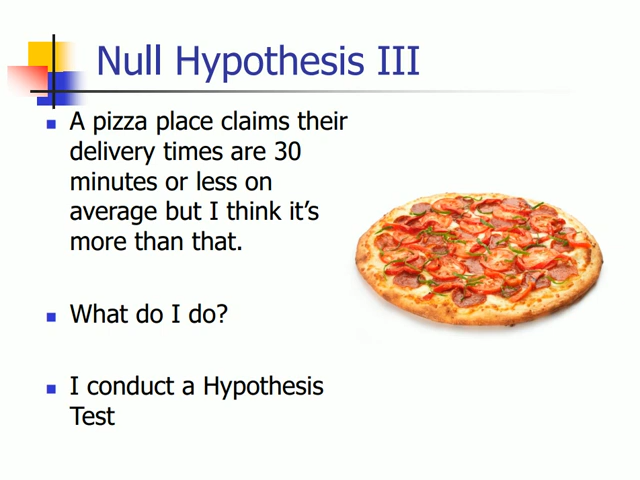 Null Hypothesis III
A pizza place claims their
delivery times are 30
minutes or less on
average but I think it's
more than that.
What do I do?
I conduct a Hypothesis
Test